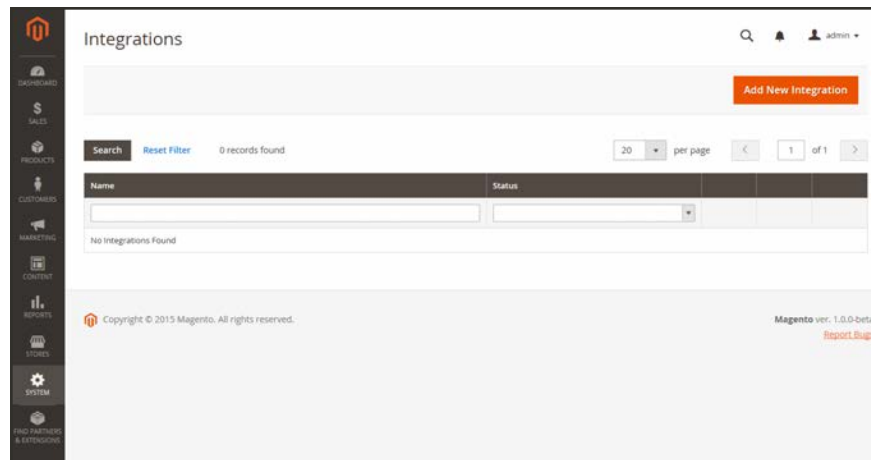 Integrations
admin
Add New Integration
DASHBOARD
SALES
PRODUCTS
CUSTOMERS
MARKETING
CONTENT
REPORTS
STORES
SYSTEM
FIND PARTNERS
& EXTENSIONS
Search Reset Filter 0 records found 20 per page 1 of 1
Name Status
No Integrations Found
Copyright © 2015 Magento. All rights reserved. Magento ver. 1.0.0-beta
Report Bugs